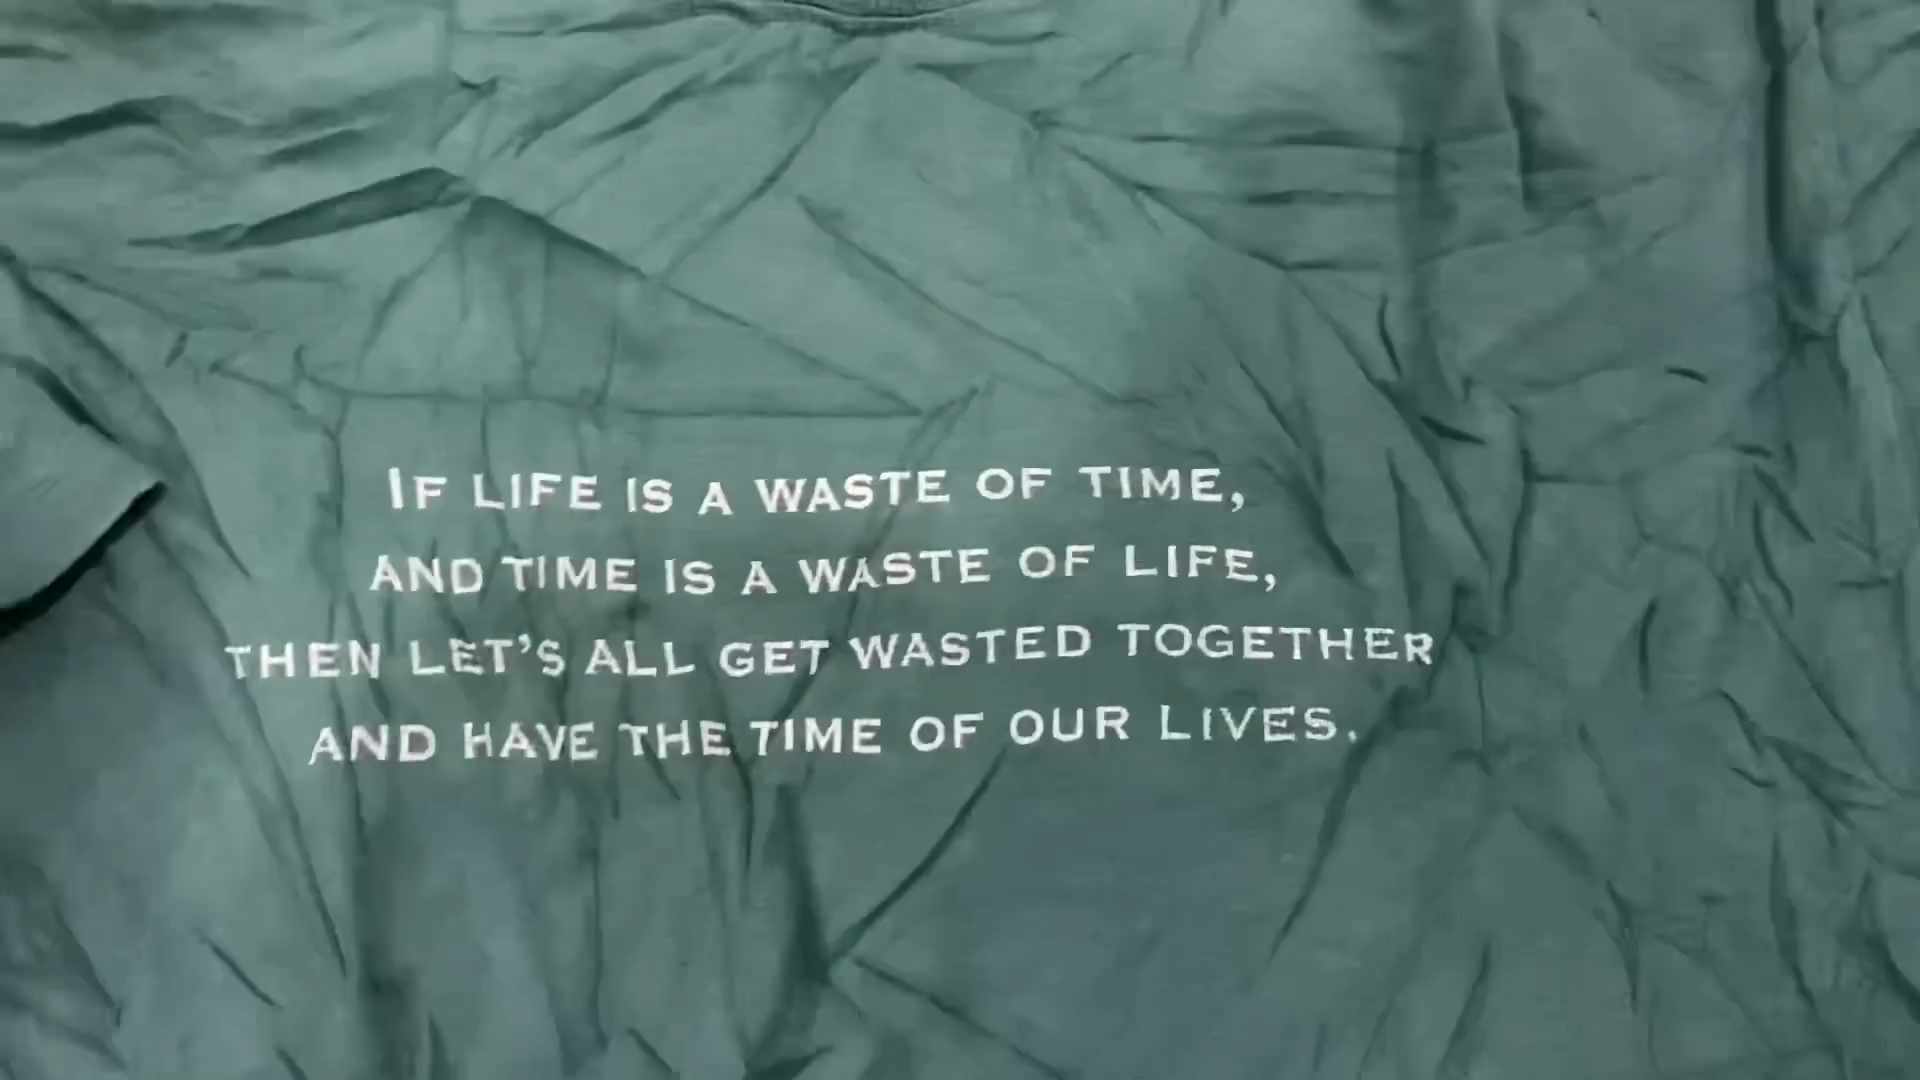 IF LIFE IS A WASTE OF TIME,
AND TIME IS A WASTE OF LIFE,
THEN LET'S ALL GET WASTED TOGETHER
AND HAVE THE TIME OF OUR LIVES.